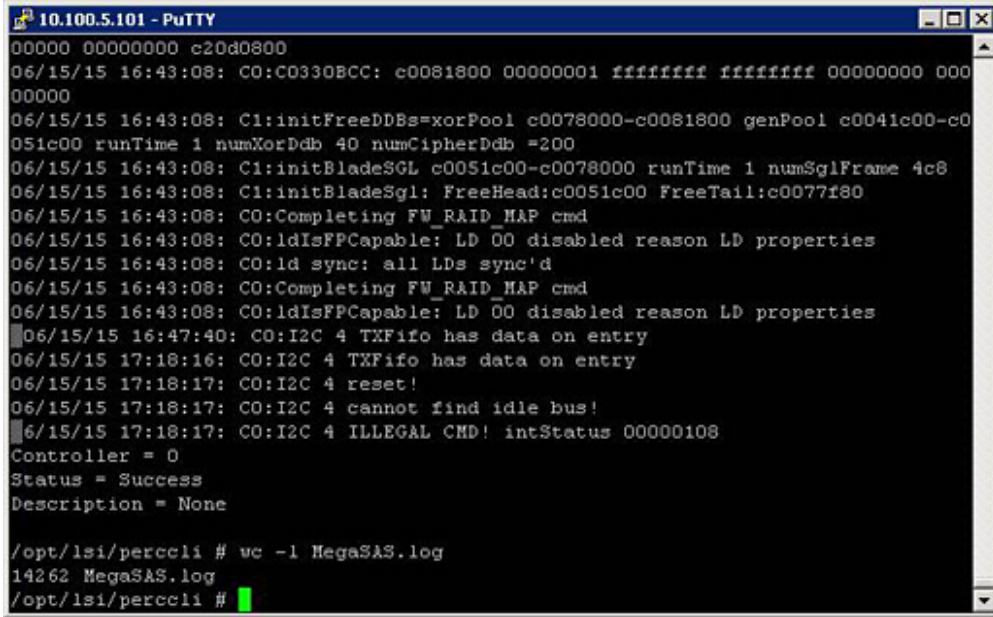 10.100.5.101 - PuTTY
00000 00000000 c20d0800
06/15/15 16:43:08: C0:C0330BCC: c0081800 00000001 ffffffff ffffffff 00000000 000
00000
06/15/15 16:43:08: C1:initFreeDDBs=xorPool c0078000-c0081800 genPool c0041c00-c0
051c00 runTime 1 numXorDdb 40 numCipherDdb =200
06/15/15 16:43:08: C1:initBladeSGL c0051c00-c0078000 runTime 1 numSglFrame 4c8
06/15/15 16:43:08: C1:initBladeSgl: FreeHead:c0051c00 FreeTail:c0077f80
06/15/15 16:43:08: C0:Completing FW_RAID_MAP cmd
06/15/15 16:43:08: C0:ldIsFPCapable: LD 00 disabled reason LD properties
06/15/15 16:43:08: C0:ld sync: all LDs sync'd
06/15/15 16:43:08: C0:Completing FW_RAID_MAP cmd
06/15/15 16:43:08: C0:ldIsFPCapable: LD 00 disabled reason LD properties
06/15/15 16:47:40: C0:I2C 4 TXFifo has data on entry
06/15/15 17:18:16: C0:I2C 4 TXFifo has data on entry
06/15/15 17:18:17: C0:I2C 4 reset!
06/15/15 17:18:17: C0:I2C 4 cannot find idle bus!
6/15/15 17:18:17: C0:I2C 4 ILLEGAL CMD! intStatus 00000108
Controller = 0
Status = Success
Description = None
/opt/lsi/perccli # wc -l MegaSAS.log
14262 MegaSAS.log
/opt/lsi/perccli #